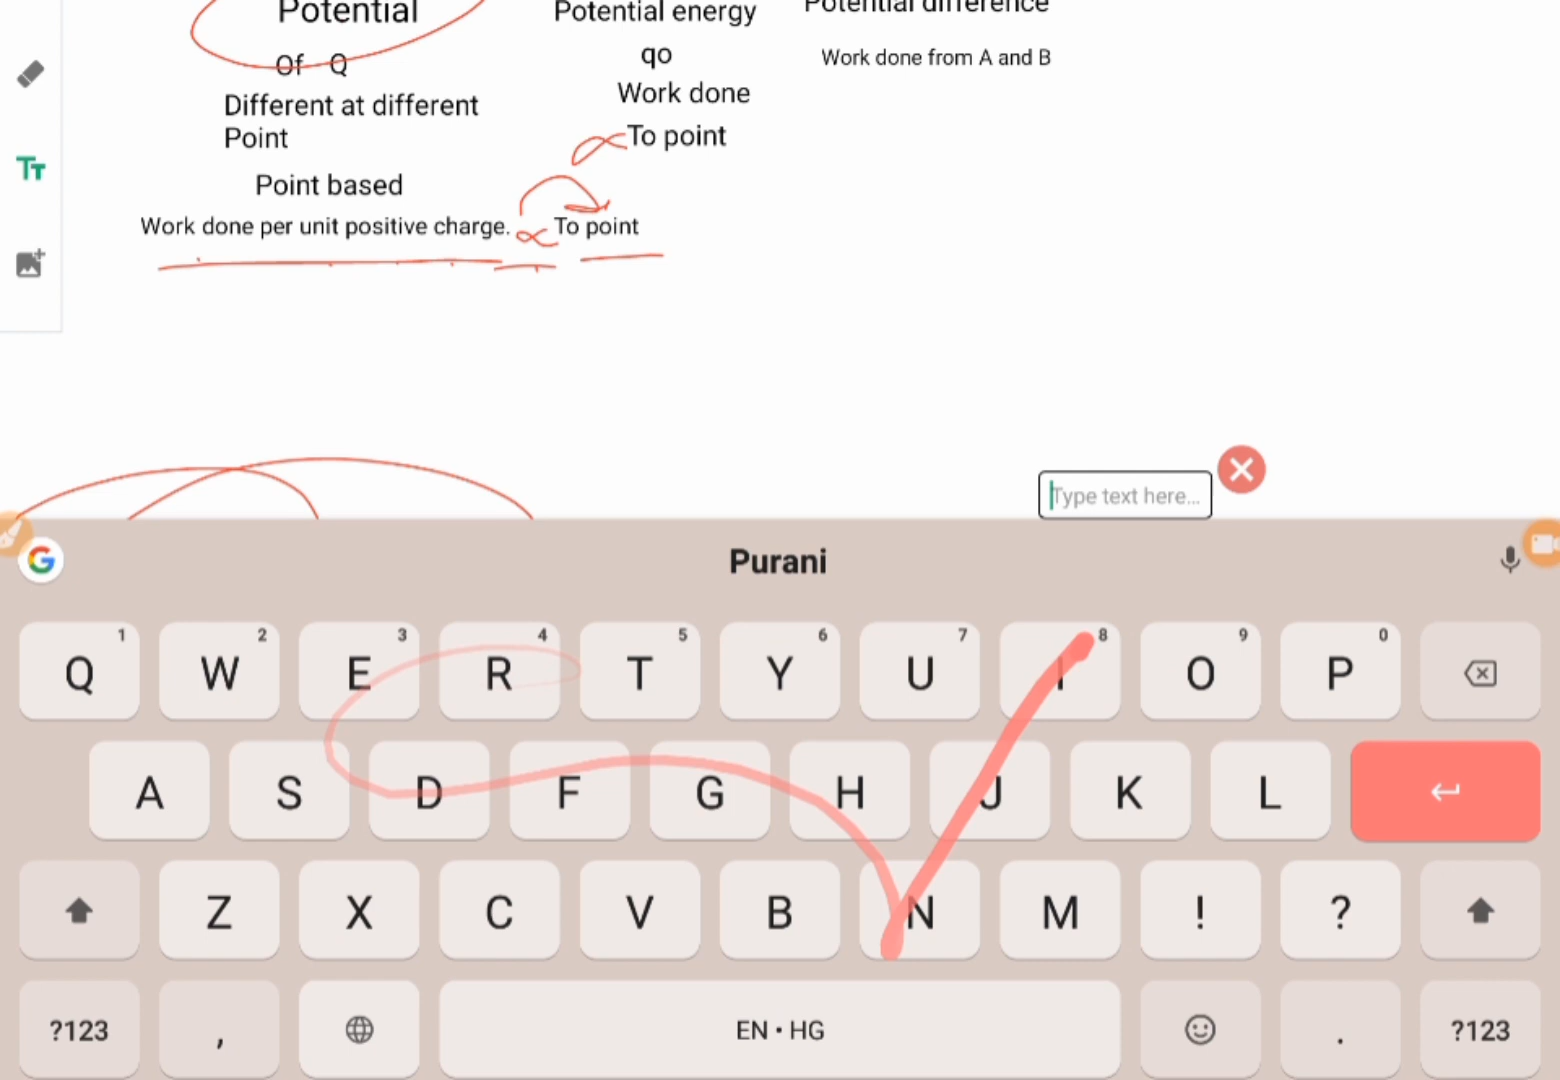 Potential
Of Q
Different at different
Point
Point based
Work done per unit positive charge. ∝ To point
Potential energy
qo
Work done
∝ To point
Potential difference
Work done from A and B
Tт
Type text here...
Purani
Q 1 W 2 E 3 R 4 T 5 Y 6 U 7 I 8 O 9 P 0
A S D F G H J K L
Z X C V B N M ! ?
?123 , EN • HG . ?123